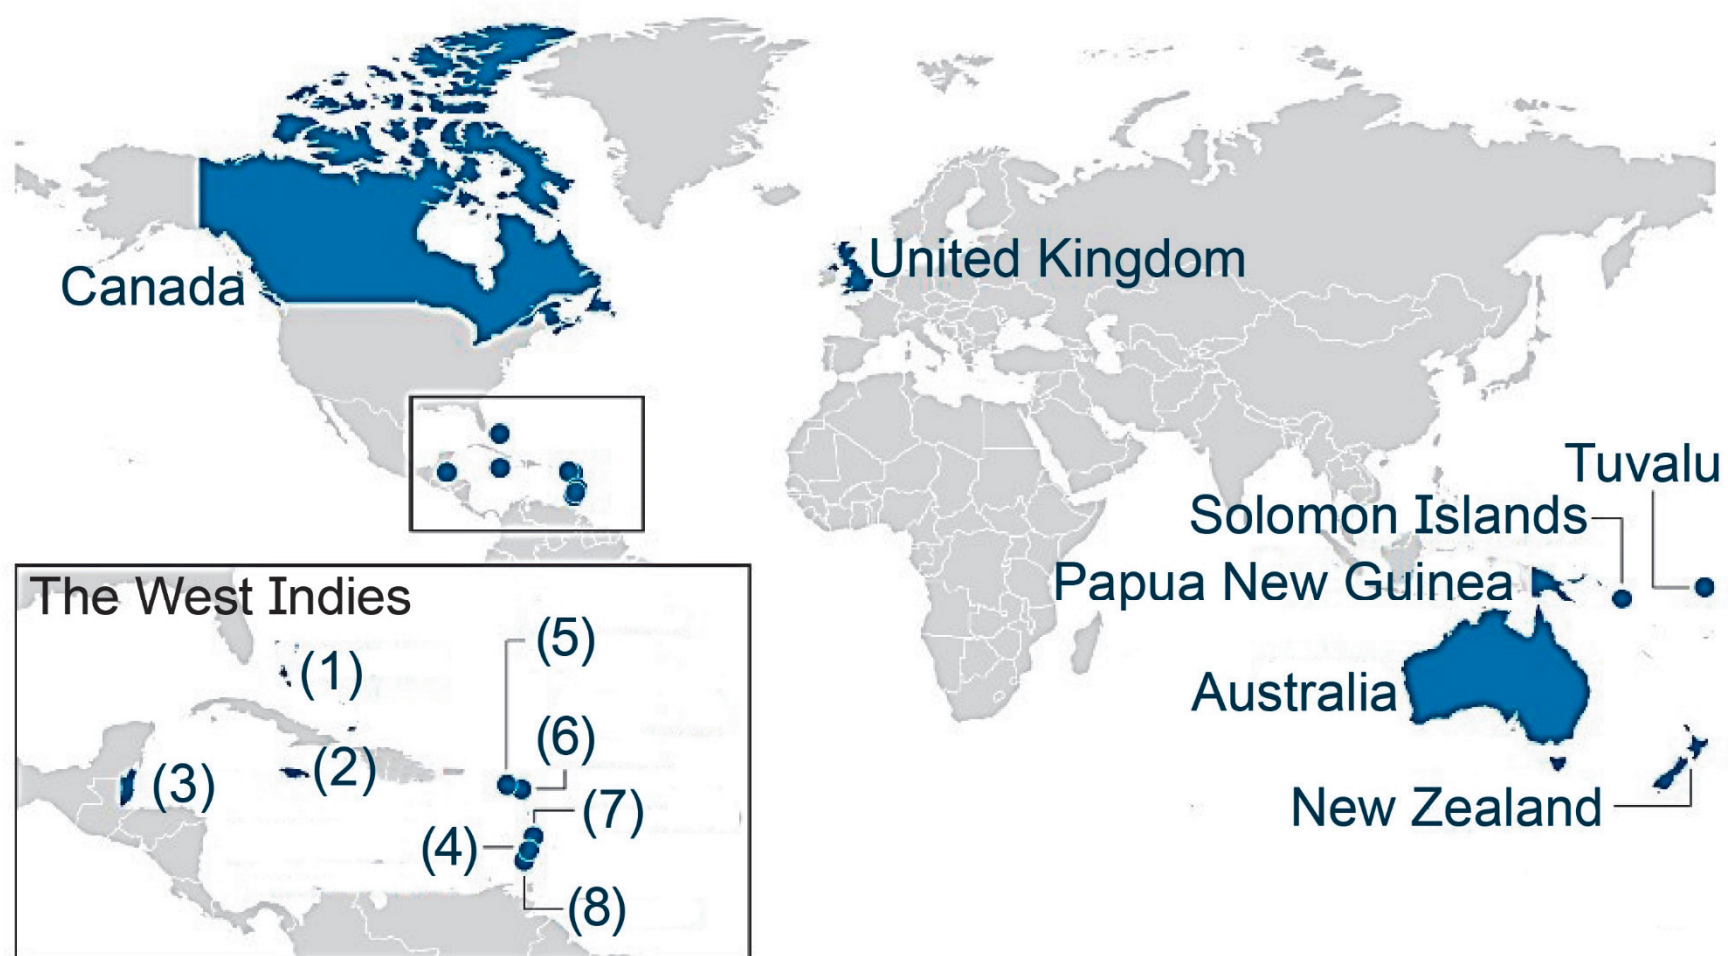 United Kingdom
Canada
Tuvalu
Solomon Islands
Papua New Guinea
The West Indies
(5)
(1)
(6)
Australia
(2)
(3)
(7)
New Zealand
(4)
(8)